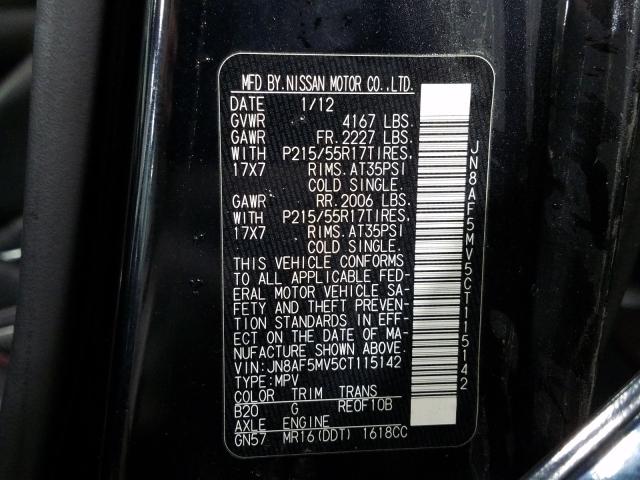 MFD BY.NISSAN MOTOR CO.,LTD.
DATE 1/12
GVWR 4167 LBS.
GAWR FR. 2227 LBS.
WITH P215/55R17TIRES,
17X7 RIMS.AT35PSI
COLD SINGLE.
GAWR RR. 2006 LBS.
WITH P215/55R17TIRES,
17X7 RIMS.AT35PSI
COLD SINGLE.
THIS VEHICLE CONFORMS
TO ALL APPLICABLE FED-
ERAL MOTOR VEHICLE SA-
FETY AND THEFT PREVEN-
TION STANDARDS IN EFF-
ECT ON THE DATE OF MA-
NUFACTURE SHOWN ABOVE.
VIN:JN8AF5MV5CT115142
TYPE:MPV
COLOR TRIM TRANS
B20 G REOF10B
AXLE ENGINE
GN57 MR16(DDT) 1618CC
JN8AF5MV5CT115142